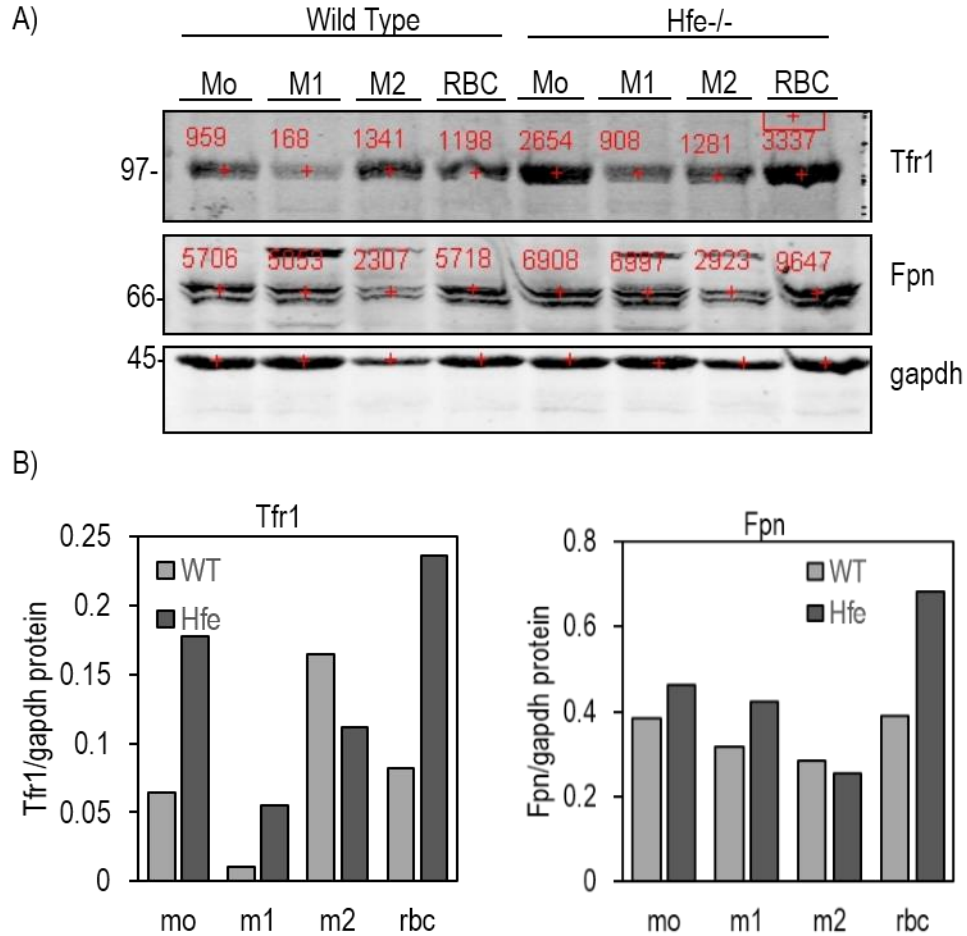 A)
Wild Type Hfe-/-
Mo M1 M2 RBC Mo M1 M2 RBC
959 168 1341 1198 2654 908 1281 3337
97- Tfr1
5706 5053 2307 5718 6908 6997 2923 9647
Fpn
66-
45-
gapdh
B)
Tfr1
0.25
0.2
0.15
0.1
0.05
0
Tfr1/gapdh protein
WT
Hfe
mo m1 m2 rbc
Fpn
0.8
0.6
0.4
0.2
0
Fpn/gapdh protein
WT
Hfe
mo m1 m2 rbc